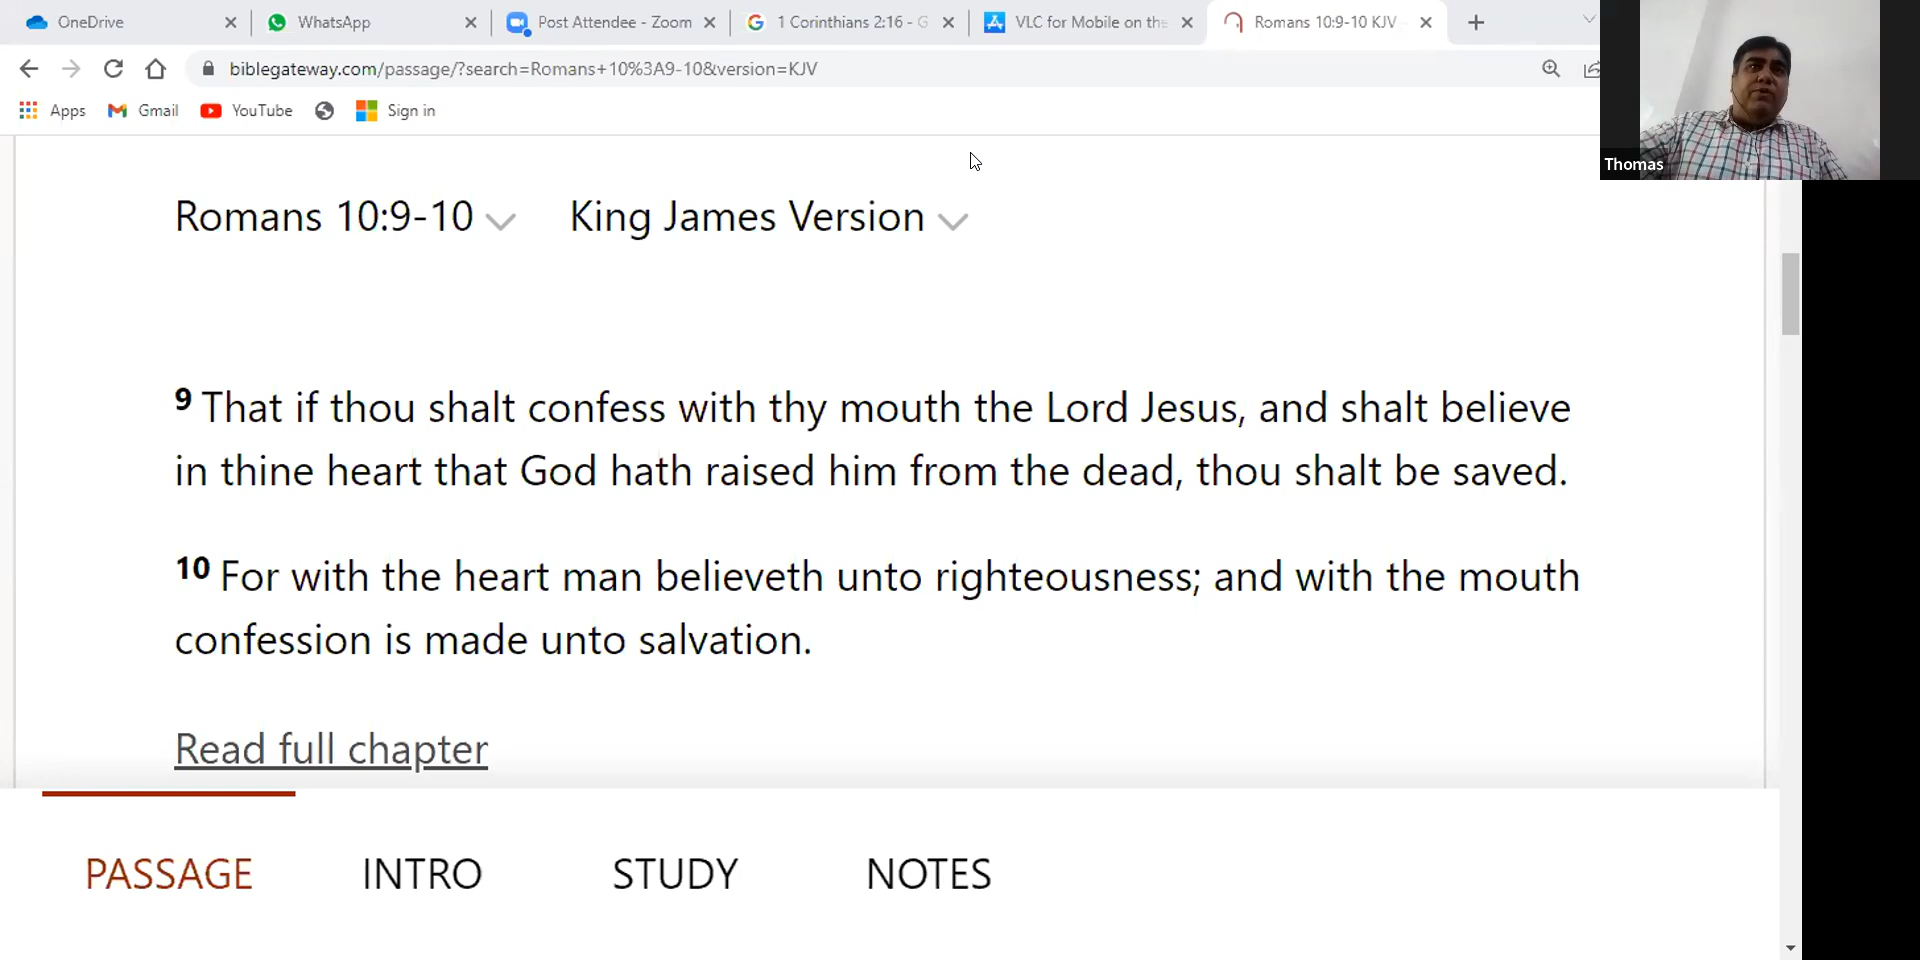 OneDrive
WhatsApp
Post Attendee - Zoom
1 Corinthians 2:16 - G
VLC for Mobile on the
Romans 10:9-10 KJV
biblegateway.com/passage/?search=Romans+10%3A9-10&version=KJV
Apps
Gmail
YouTube
Sign in
Thomas
Romans 10:9-10
King James Version
9 That if thou shalt confess with thy mouth the Lord Jesus, and shalt believe
in thine heart that God hath raised him from the dead, thou shalt be saved.
10 For with the heart man believeth unto righteousness; and with the mouth
confession is made unto salvation.
Read full chapter
PASSAGE
INTRO
STUDY
NOTES